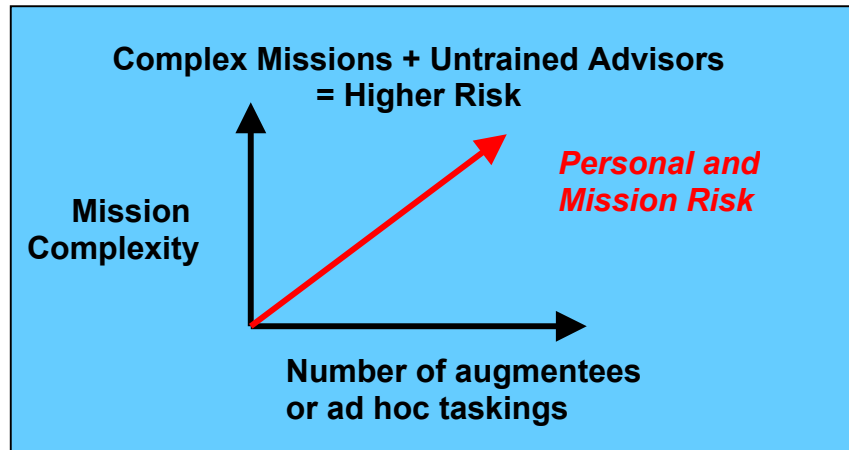 Complex Missions + Untrained Advisors
= Higher Risk
Personal and
Mission Risk
Mission
Complexity
Number of augmentees
or ad hoc taskings